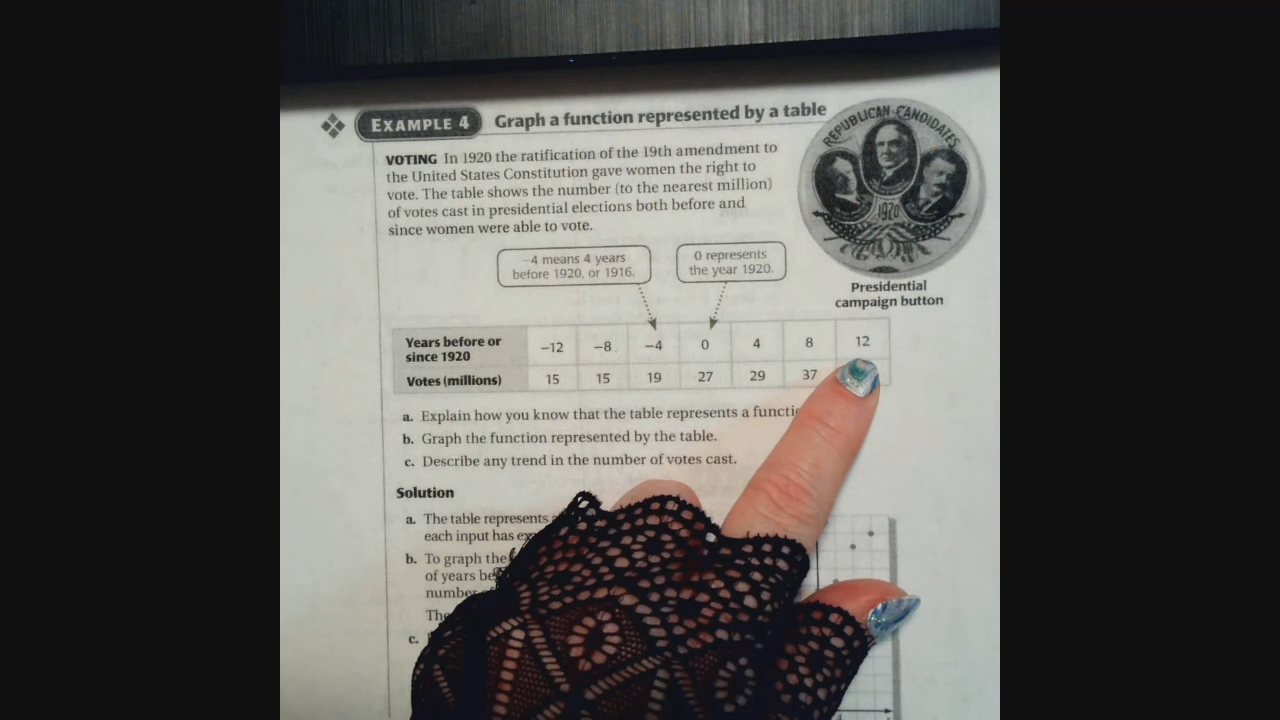 EXAMPLE 4 Graph a function represented by a table
VOTING In 1920 the ratification of the 19th amendment to
the United States Constitution gave women the right to
vote. The table shows the number (to the nearest million)
of votes cast in presidential elections both before and
since women were able to vote.
REPUBLICAN CANDIDATES
1920
Presidential
campaign button
-4 means 4 years
before 1920, or 1916.
0 represents
the year 1920.
Years before or
since 1920
-12 -8 -4 0 4 8 12
Votes (millions) 15 15 19 27 29 37
a. Explain how you know that the table represents a
b. Graph the function represented by the table.
c. Describe any trend in the number of votes cast.
Solution
a. The table represents
each input has
b. To graph the
of years
number
The
c.